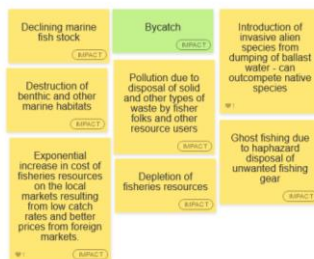 Declining marine
fish stock
IMPACT
Destruction of
benthic and other
marine habitats
IMPACT
Exponential
increase in cost of
fisheries resources
on the local
markets resulting
from low catch
rates and better
prices from foreign
markets.
1
IMPACT
Bycatch
IMPACT
Pollution due to
disposal of solid
and other types of
waste by fisher
folks and other
resource users
IMPACT
Depletion of
fisheries resources
IMPACT
Introduction of
invasive alien
species from
dumping of ballast
water - can
outcompete native
species
1
IMPACT
Ghost fishing due
to haphazard
disposal of
unwanted fishing
gear
IMPACT